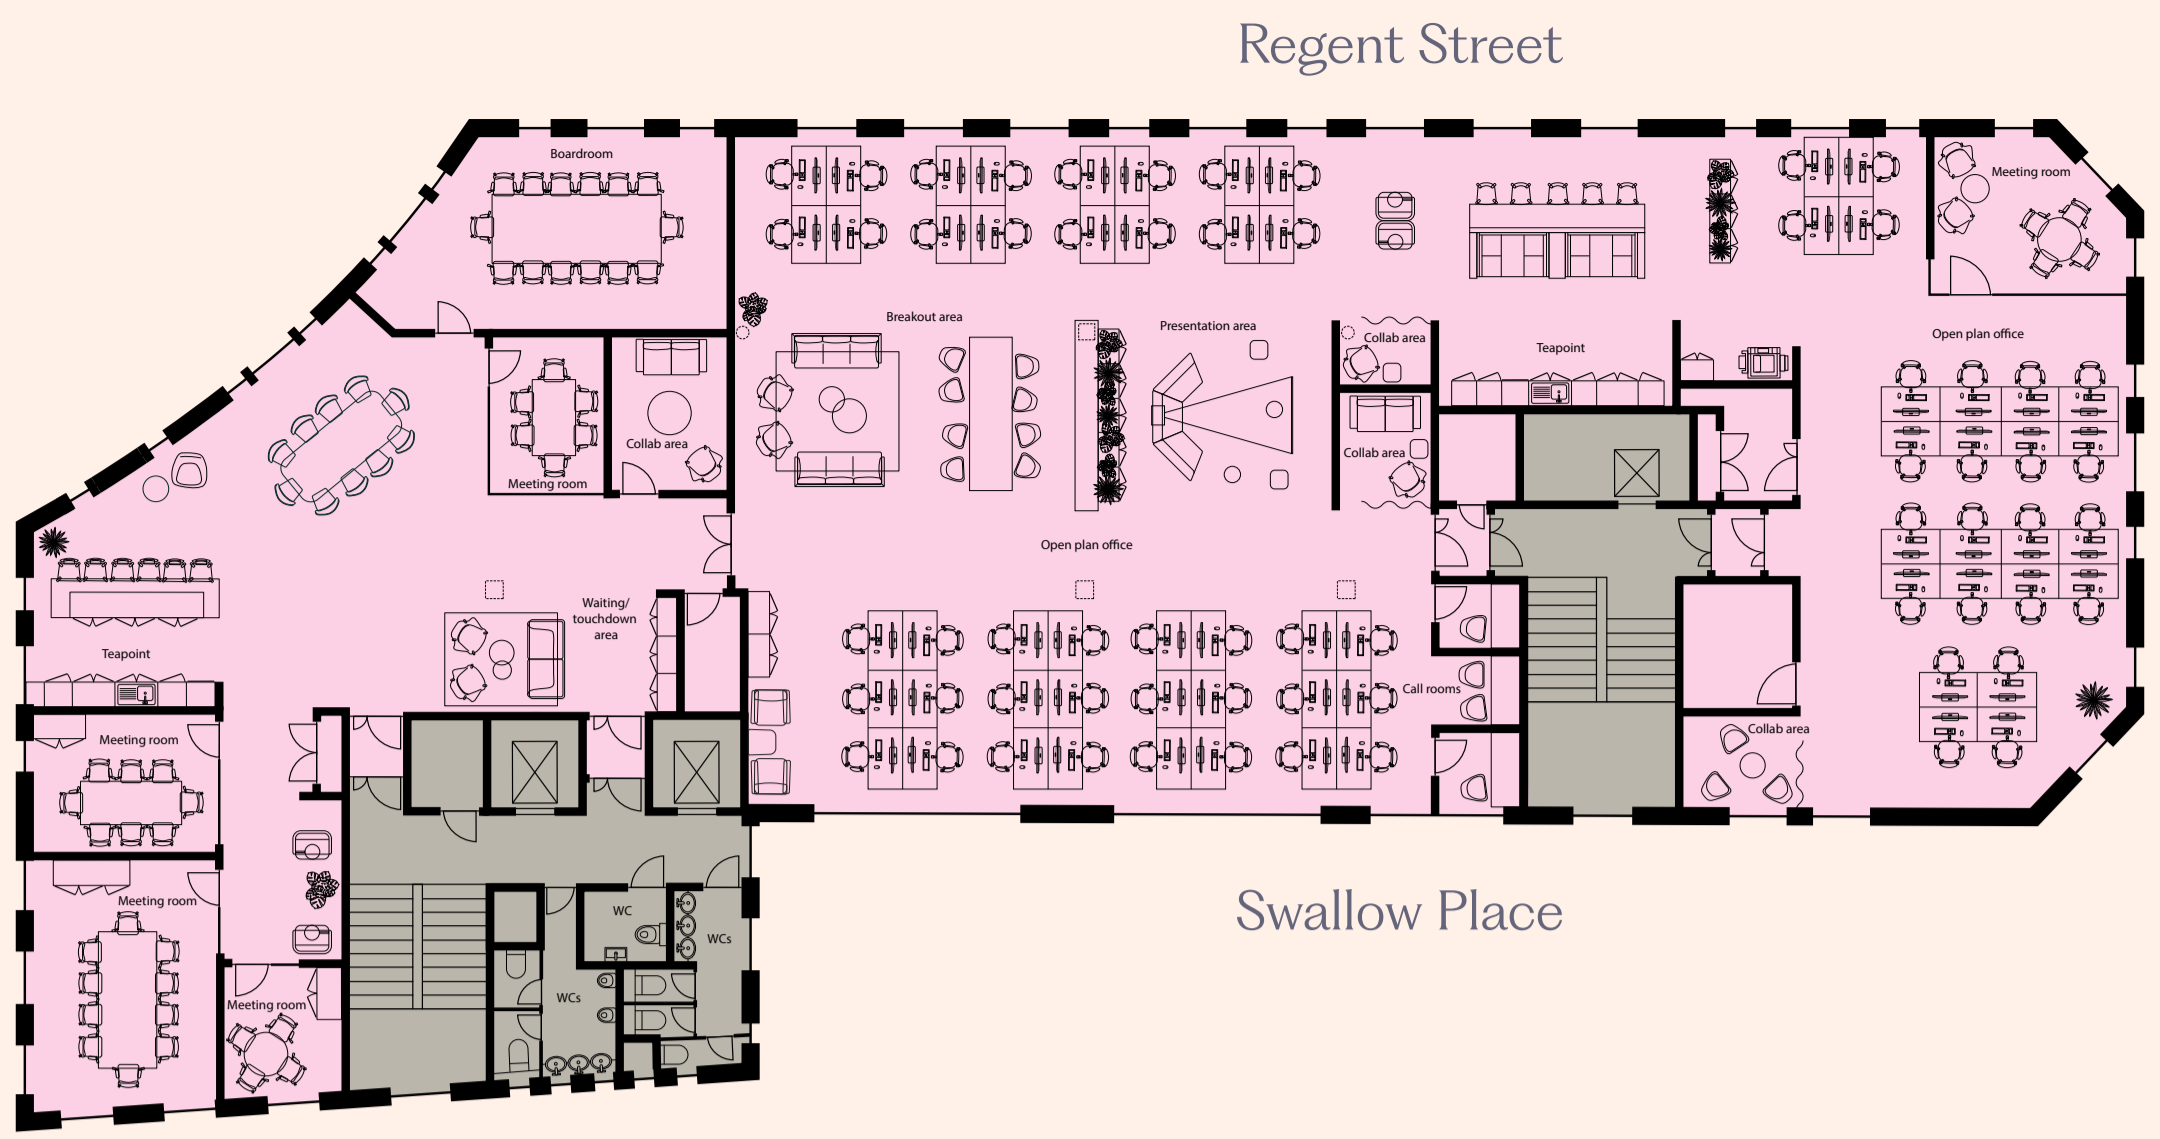 Regent Street
Boardroom
Meeting room
Breakout area
Presentation area
Collab area
Teapoint
Open plan office
Collab area
Collab area
Meeting room
Open plan office
Waiting/
touchdown
area
Teapoint
Call rooms
Meeting room
Collab area
Meeting room
WC
WCs
Swallow Place
WCs
Meeting room